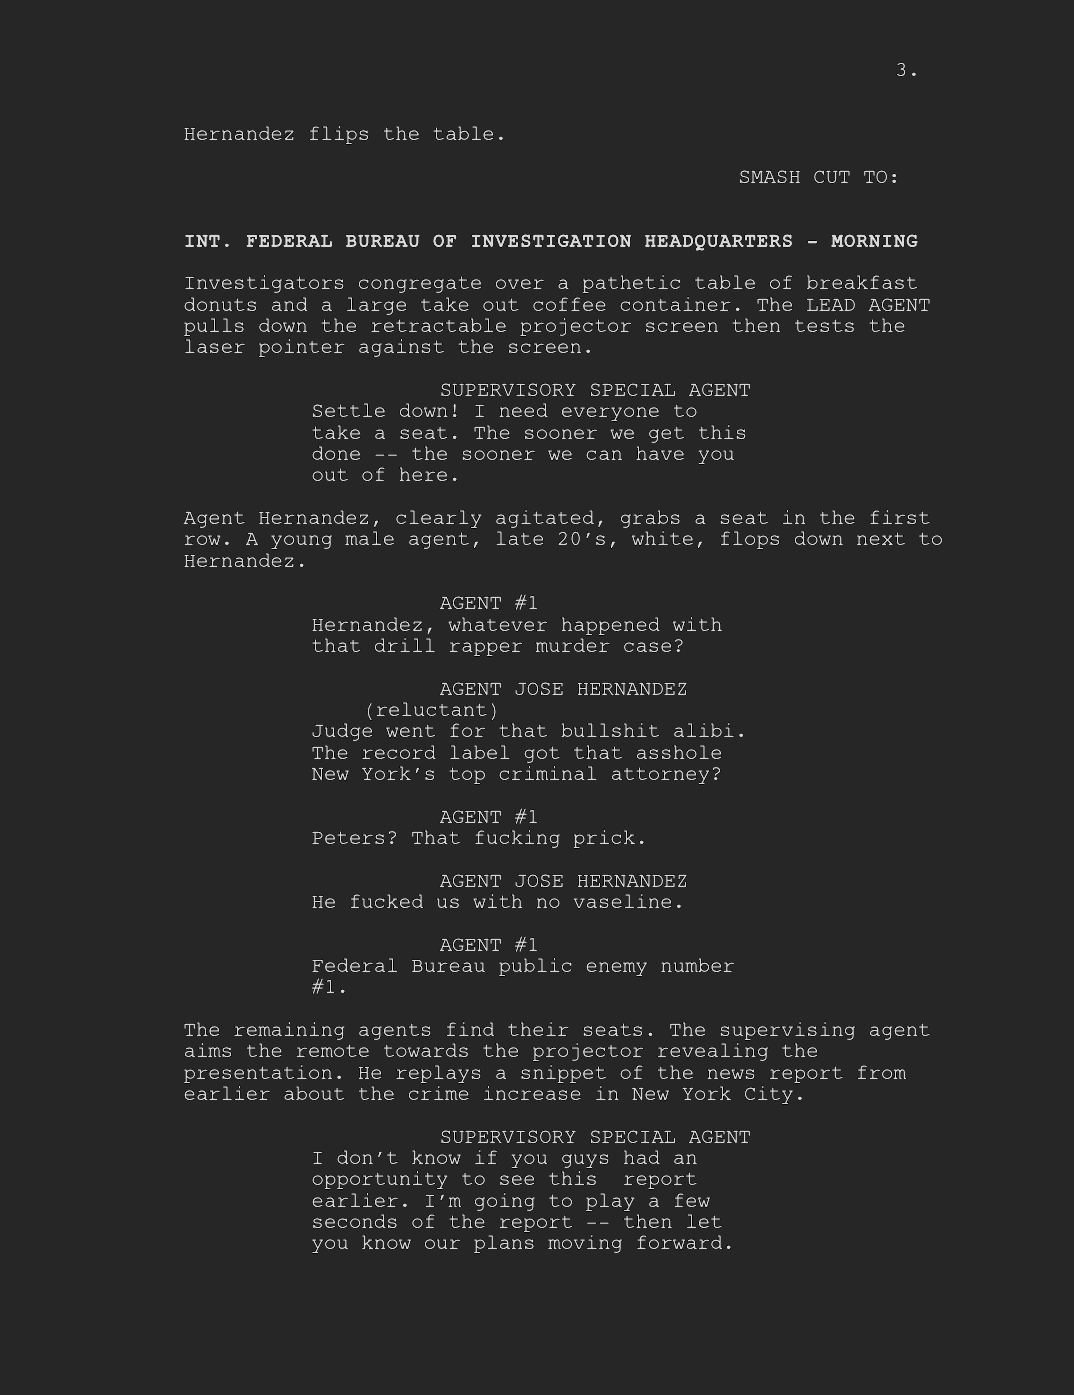 3.
Hernandez flips the table.
SMASH CUT TO:
INT. FEDERAL BUREAU OF INVESTIGATION HEADQUARTERS - MORNING
Investigators congregate over a pathetic table of breakfast
donuts and a large take out coffee container. The LEAD AGENT
pulls down the retractable projector screen then tests the
laser pointer against the screen.
SUPERVISORY SPECIAL AGENT
Settle down! I need everyone to
take a seat. The sooner we get this
done -- the sooner we can have you
out of here.
Agent Hernandez, clearly agitated, grabs a seat in the first
row. A young male agent, late 20’s, white, flops down next to
Hernandez.
AGENT #1
Hernandez, whatever happened with
that drill rapper murder case?
AGENT JOSE HERNANDEZ
(reluctant)
Judge went for that bullshit alibi.
The record label got that asshole
New York’s top criminal attorney?
AGENT #1
Peters? That fucking prick.
AGENT JOSE HERNANDEZ
He fucked us with no vaseline.
AGENT #1
Federal Bureau public enemy number
#1.
The remaining agents find their seats. The supervising agent
aims the remote towards the projector revealing the
presentation. He replays a snippet of the news report from
earlier about the crime increase in New York City.
SUPERVISORY SPECIAL AGENT
I don’t know if you guys had an
opportunity to see this  report
earlier. I’m going to play a few
seconds of the report -- then let
you know our plans moving forward.